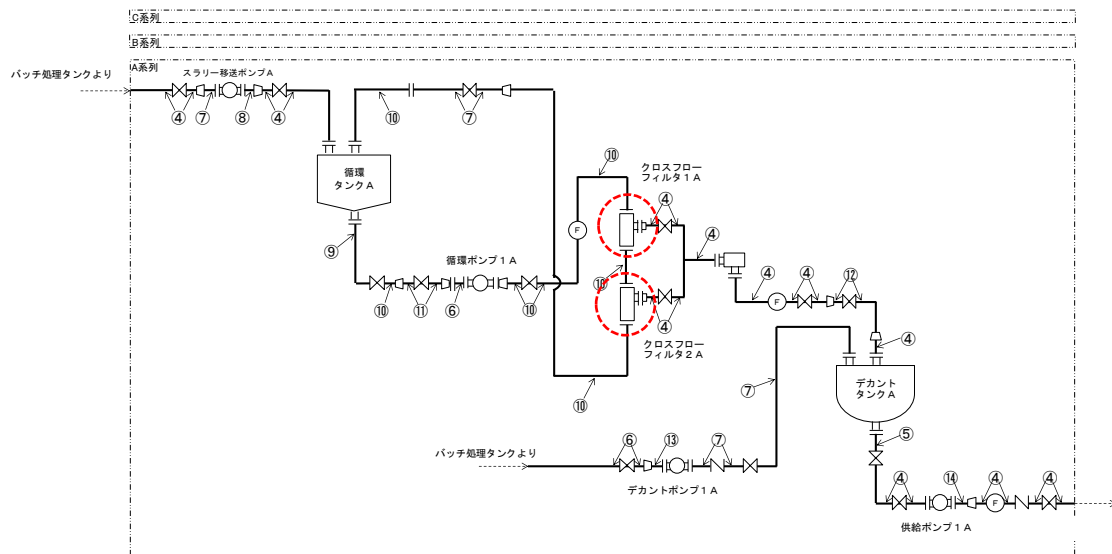 C系列
B系列
A系列
バッチ処理タンクより
スラリー移送ポンプA
④
⑦
⑧
④
⑩
⑦
循環
タンクA
⑨
⑩
クロスフロー
フィルタ1A
④
F
④
循環ポンプ1A
⑩
⑪
⑥
⑩
⑩
④
クロスフロー
フィルタ2A
⑩
④
④
⑫
F
④
デカント
タンクA
⑦
⑤
バッチ処理タンクより
⑥
⑬
⑦
デカントポンプ1A
④
⑭
④
④
F
供給ポンプ1A